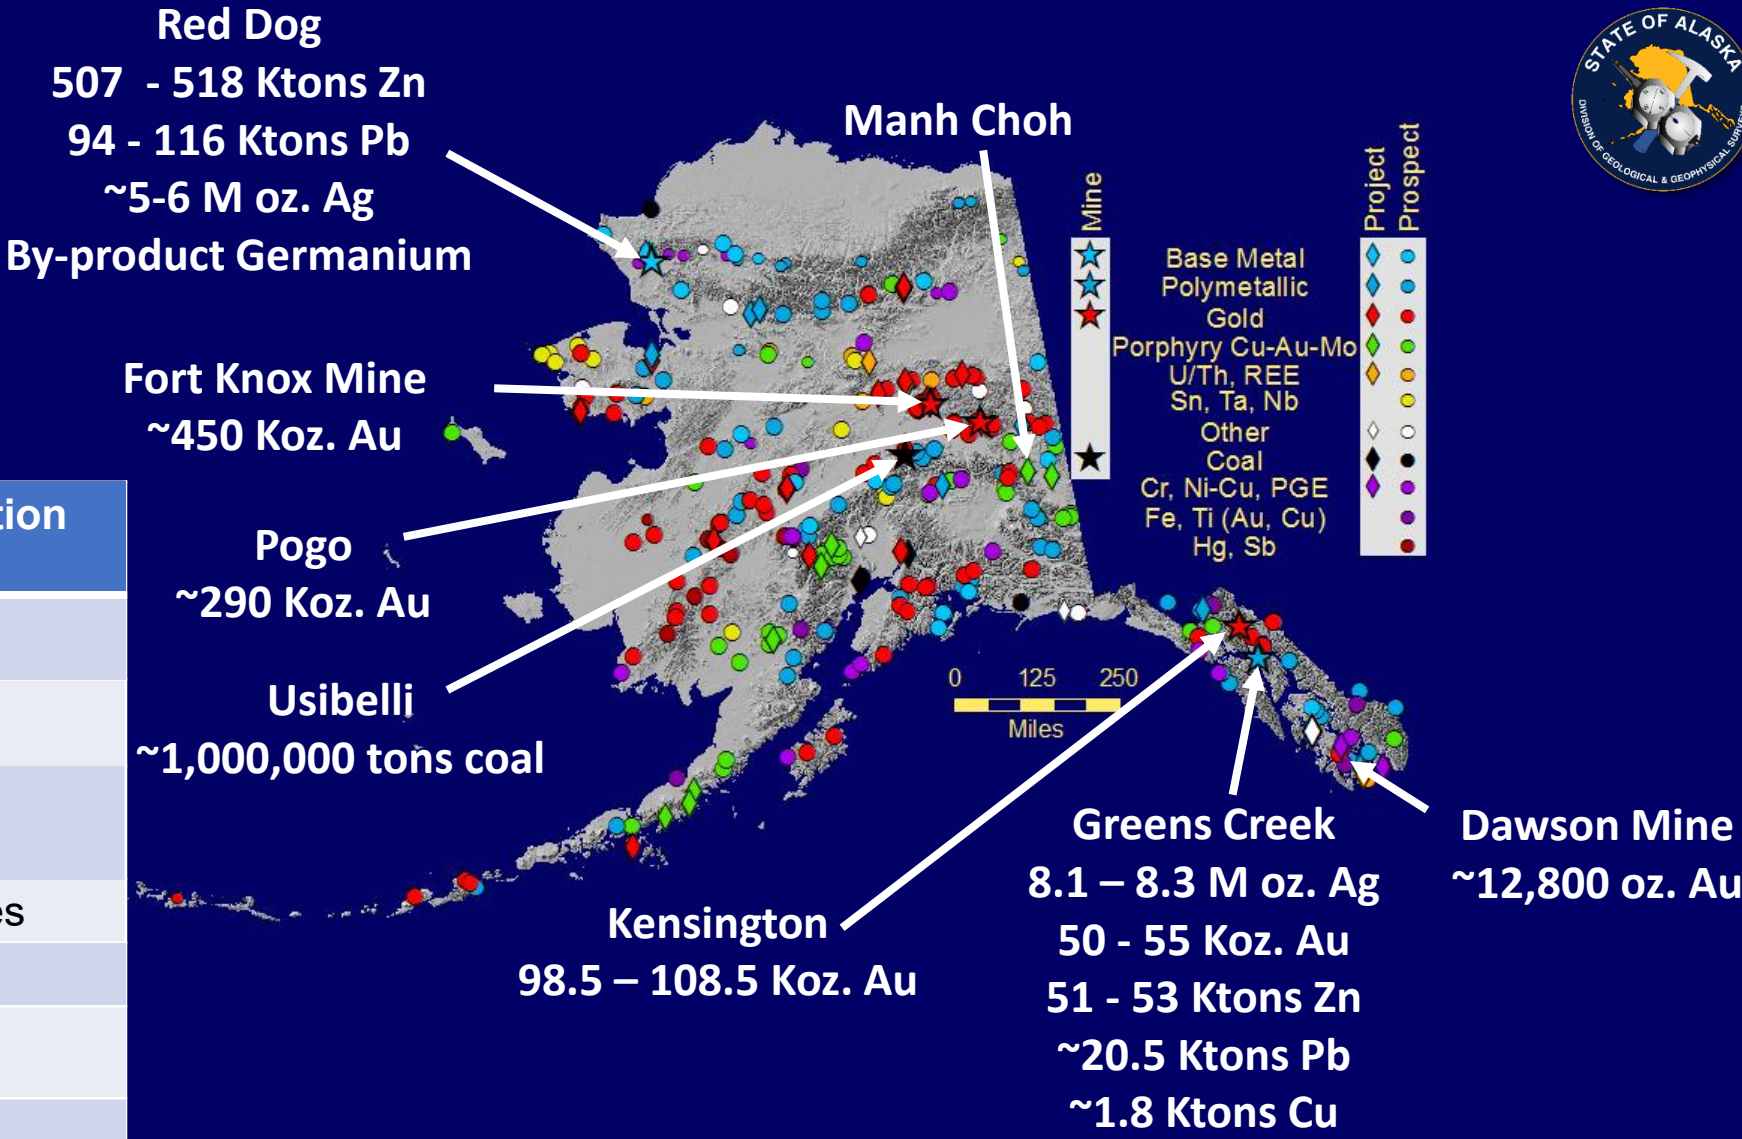 Red Dog
507 - 518 Ktons Zn
94 - 116 Ktons Pb
~5-6 M oz. Ag
By-product Germanium
Manh Choh
STATE OF ALASKA
DIVISION OF GEOLOGICAL & GEOPHYSICAL SURVEYS
Mine
Project
Prospect
Base Metal
Polymetallic
Gold
Porphyry Cu-Au-Mo
U/Th, REE
Sn, Ta, Nb
Other
Coal
Cr, Ni-Cu, PGE
Fe, Ti (Au, Cu)
Hg, Sb
Fort Knox Mine
~450 Koz. Au
tion
Pogo
~290 Koz. Au
Usibelli
~1,000,000 tons coal
0 125 250
Miles
es
Kensington
98.5 – 108.5 Koz. Au
Greens Creek
8.1 – 8.3 M oz. Ag
50 - 55 Koz. Au
51 - 53 Ktons Zn
~20.5 Ktons Pb
~1.8 Ktons Cu
Dawson Mine
~12,800 oz. Au